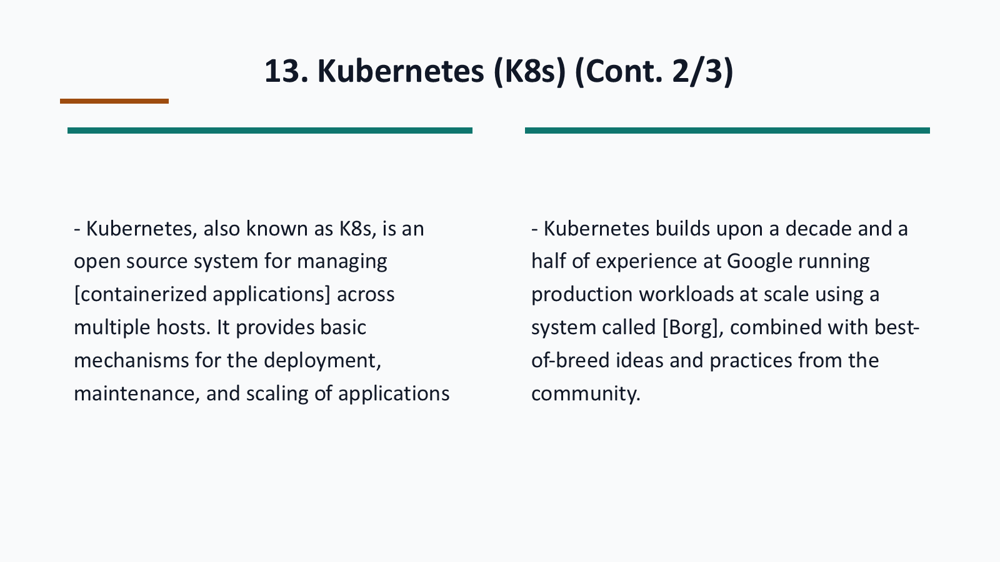 13. Kubernetes (K8s) (Cont. 2/3)
- Kubernetes, also known as K8s, is an
open source system for managing
[containerized applications] across
multiple hosts. It provides basic
mechanisms for the deployment,
maintenance, and scaling of applications
- Kubernetes builds upon a decade and a
half of experience at Google running
production workloads at scale using a
system called [Borg], combined with best-
of-breed ideas and practices from the
community.